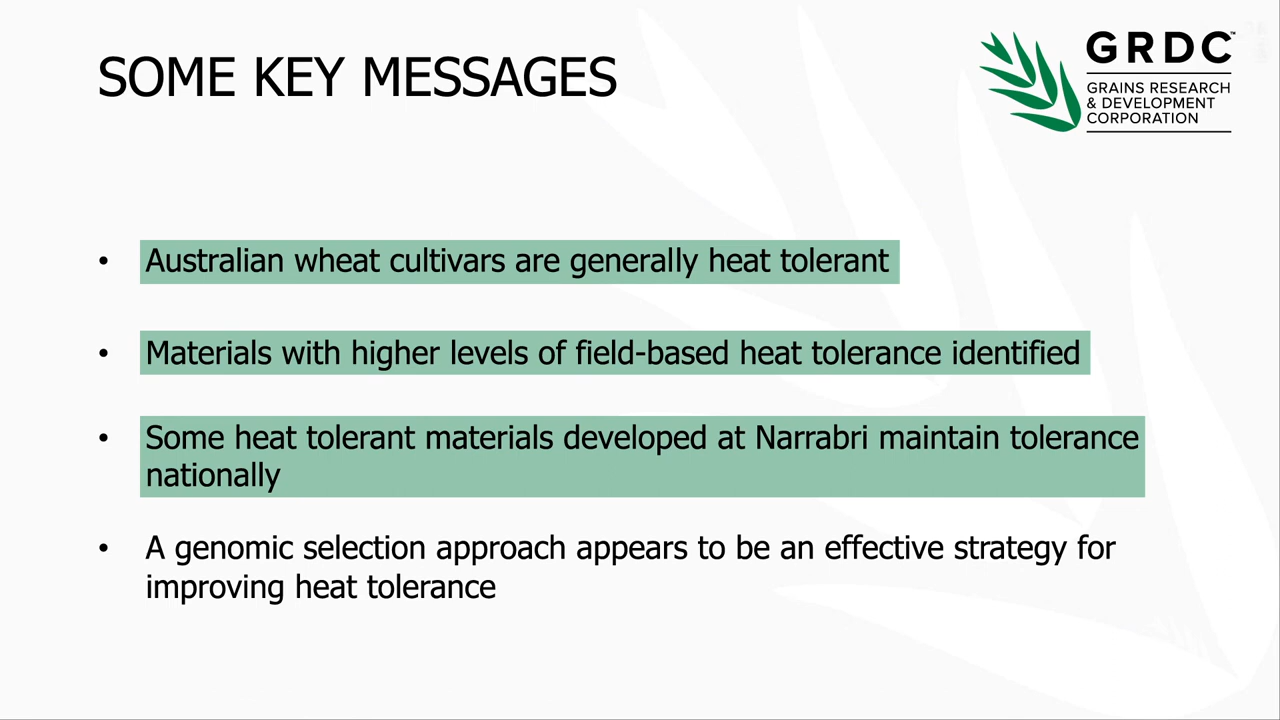 SOME KEY MESSAGES
GRDC™
GRAINS RESEARCH
& DEVELOPMENT
CORPORATION
• Australian wheat cultivars are generally heat tolerant
• Materials with higher levels of field-based heat tolerance identified
• Some heat tolerant materials developed at Narrabri maintain tolerance
nationally
• A genomic selection approach appears to be an effective strategy for
improving heat tolerance